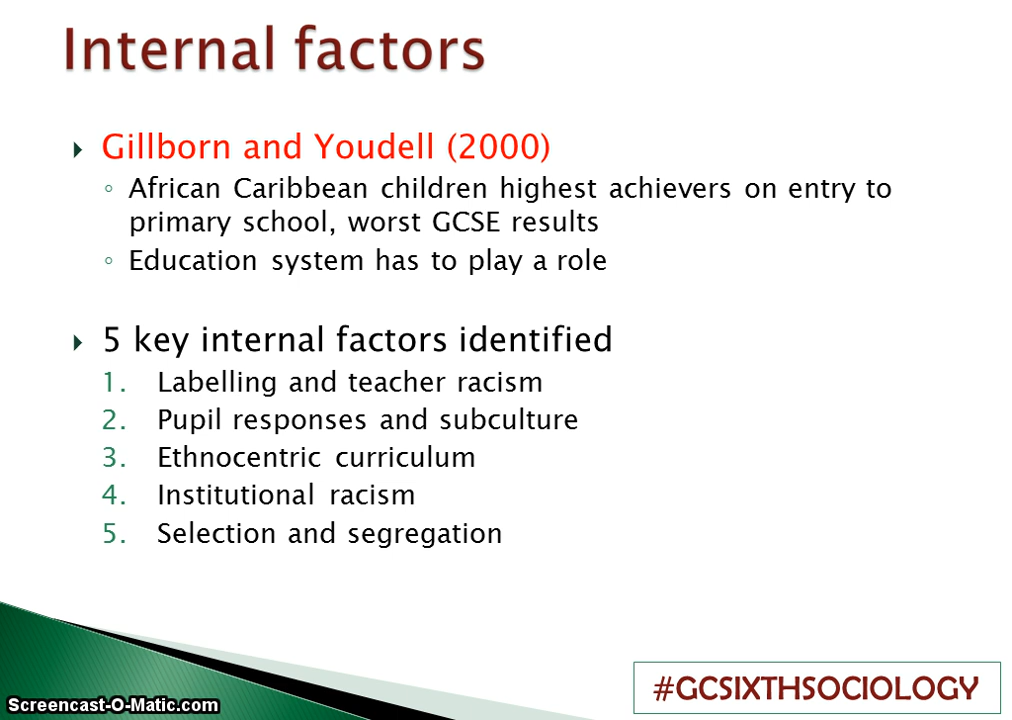 Internal factors
Gillborn and Youdell (2000)
African Caribbean children highest achievers on entry to
primary school, worst GCSE results
Education system has to play a role
5 key internal factors identified
1. Labelling and teacher racism
2. Pupil responses and subculture
3. Ethnocentric curriculum
4. Institutional racism
5. Selection and segregation
#GCSIXTHSOCIOLOGY
Screencast-O-Matic.com